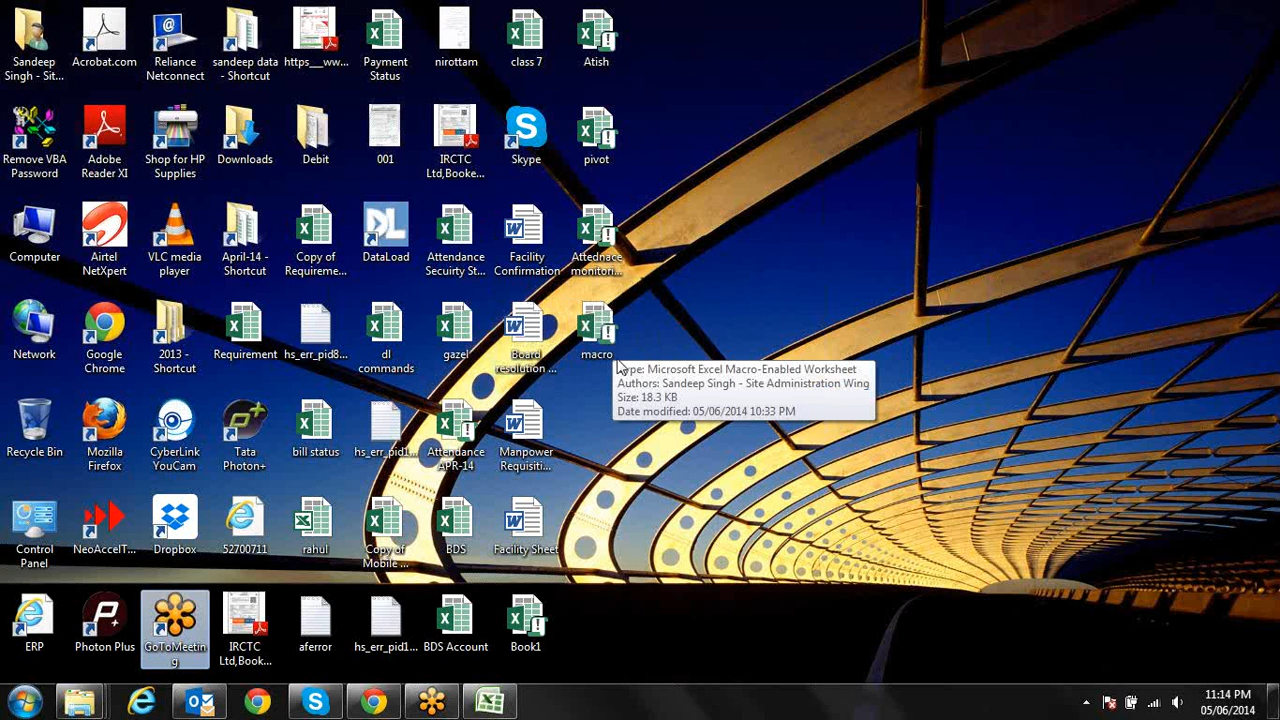 Sandeep
Singh - Sit...
Acrobat.com
Reliance
Netconnect
sandeep data
- Shortcut
https___ww...
Payment
Status
nirottam
class 7
Atish
Remove VBA
Password
Adobe
Reader XI
Shop for HP
Supplies
Downloads
Debit
001
IRCTC
Ltd,Booke...
Skype
pivot
Computer
Airtel
NetXpert
VLC media
player
April-14 -
Shortcut
Copy of
Requireme...
DataLoad
Attendance
Secuirty St...
Facility
Confirmation
Attednace
monitori...
Network
Google
Chrome
2013 -
Shortcut
Requirement
hs_err_pid8...
dl
commands
gazel
Board
resolution ...
macro
Type: Microsoft Excel Macro-Enabled Worksheet
Authors: Sandeep Singh - Site Administration Wing
Size: 18.3 KB
Date modified: 05/06/2014 10:33 PM
Recycle Bin
Mozilla
Firefox
CyberLink
YouCam
Tata
Photon+
bill status
hs_err_pid1...
Attendance
APR-14
Manpower
Requisiti...
Control
Panel
NeoAccelT...
Dropbox
52700711
rahul
Copy of
Mobile ...
BDS
Facility Sheet
ERP
Photon Plus
GoToMeetin
g
IRCTC
Ltd,Book...
aferror
hs_err_pid1...
BDS Account
Book1
11:14 PM
05/06/2014